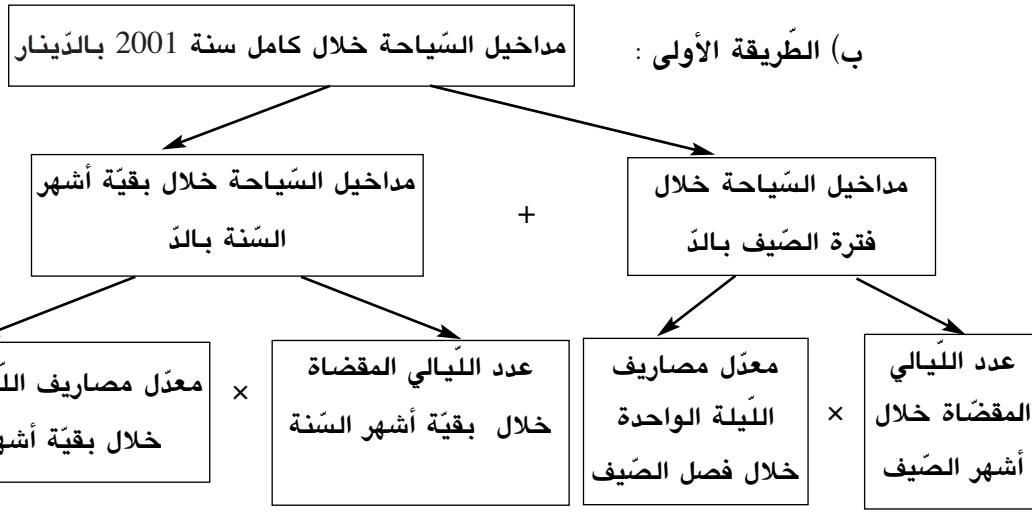 ب) الطّريقة الأولى :
مداخيل السّياحة خلال كامل سنة 2001 بالدّينار
مداخيل السّياحة خلال
فترة الصّيف بالدّ
+
مداخيل السّياحة خلال بقيّة أشهر
السّنة بالدّ
عدد اللّيالي
المقضّاة خلال
أشهر الصّيف
×
معدّل مصاريف
اللّيلة الواحدة
خلال فصل الصّيف
عدد اللّيالي المقضاة
خلال بقيّة أشهر السّنة
×
معدّل مصاريف
خلال بقيّة